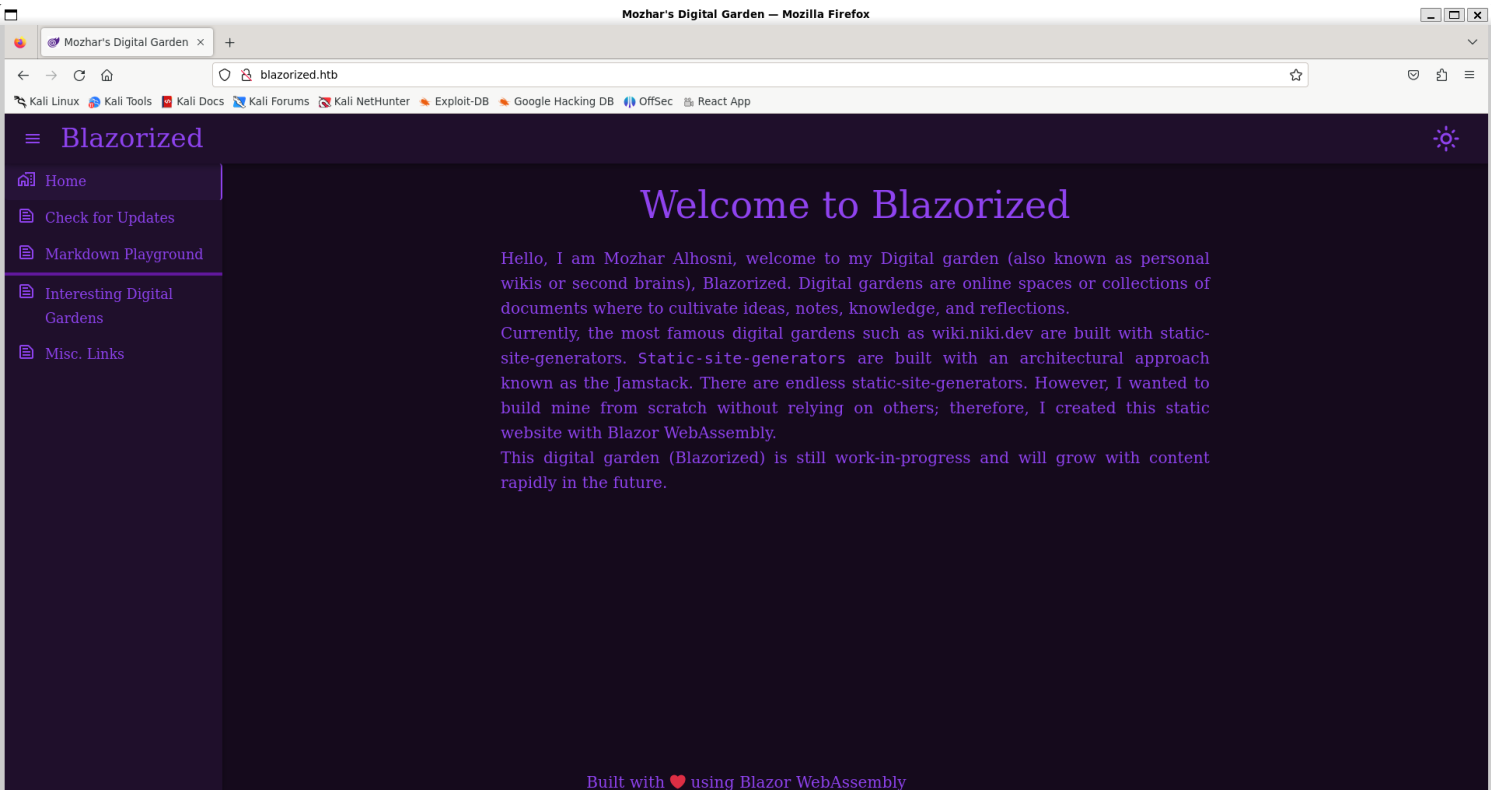 Mozhar's Digital Garden — Mozilla Firefox
Mozhar's Digital Garden
blazorized.htb
Kali Linux Kali Tools Kali Docs Kali Forums Kali NetHunter Exploit-DB Google Hacking DB OffSec React App
Blazorized
Home
Check for Updates
Markdown Playground
Interesting Digital
Gardens
Misc. Links
Welcome to Blazorized
Hello, I am Mozhar Alhosni, welcome to my Digital garden (also known as personal
wikis or second brains), Blazorized. Digital gardens are online spaces or collections of
documents where to cultivate ideas, notes, knowledge, and reflections.
Currently, the most famous digital gardens such as wiki.niki.dev are built with static-
site-generators. Static-site-generators are built with an architectural approach
known as the Jamstack. There are endless static-site-generators. However, I wanted to
build mine from scratch without relying on others; therefore, I created this static
website with Blazor WebAssembly.
This digital garden (Blazorized) is still work-in-progress and will grow with content
rapidly in the future.
Built with ❤ using Blazor WebAssembly